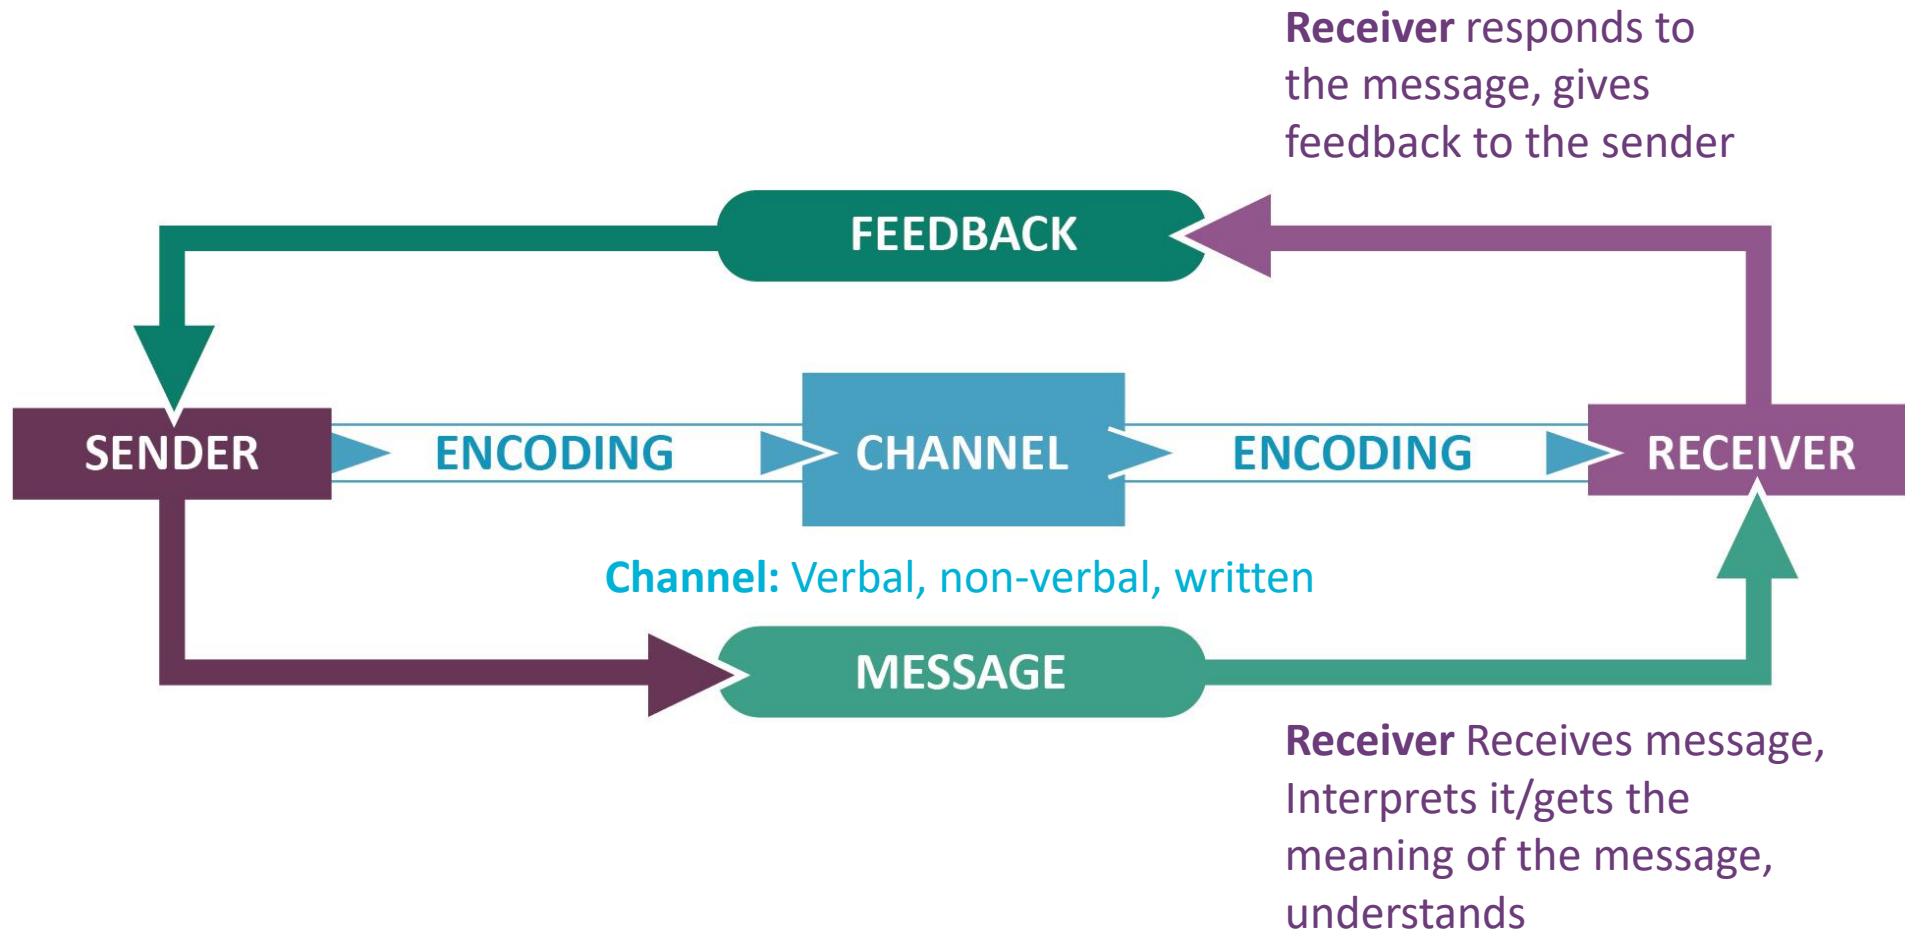 Receiver responds to
the message, gives
feedback to the sender
FEEDBACK
SENDER
ENCODING
CHANNEL
ENCODING
RECEIVER
Channel: Verbal, non-verbal, written
MESSAGE
Receiver Receives message,
Interprets it/gets the
meaning of the message,
understands